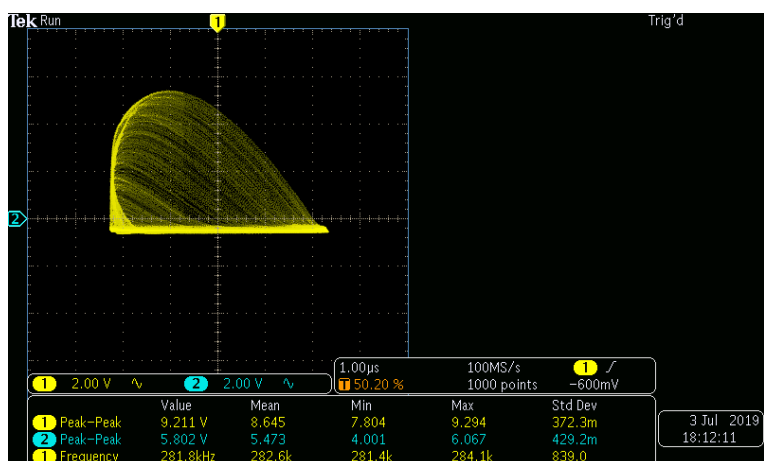 Tek Run
1
Trig'd
2
1.00µs 100MS/s 1
1 2.00 V 2 2.00 V T 50.20 % 1000 points −600mV
Value Mean Min Max Std Dev
1 Peak−Peak 9.211 V 8.645 7.804 9.294 372.3m
2 Peak−Peak 5.802 V 5.473 4.001 6.067 429.2m
1 Frequency 281.8kHz 282.6k 281.4k 284.1k 839.0
3 Jul 2019
18:12:11